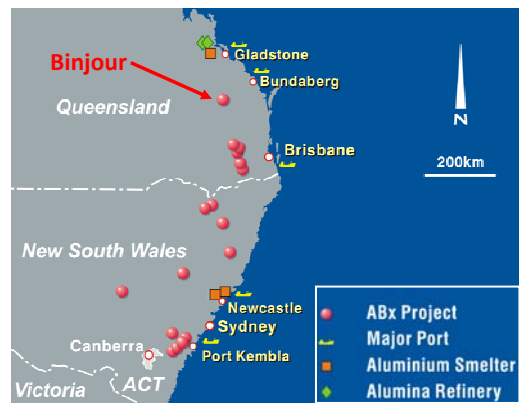 Gladstone
Binjour
Bundaberg
Queensland
N
Brisbane
200km
New South Wales
Newcastle
ABx Project
Sydney
Major Port
Canberra
Port Kembla
Aluminium Smelter
ACT
Victoria
Alumina Refinery